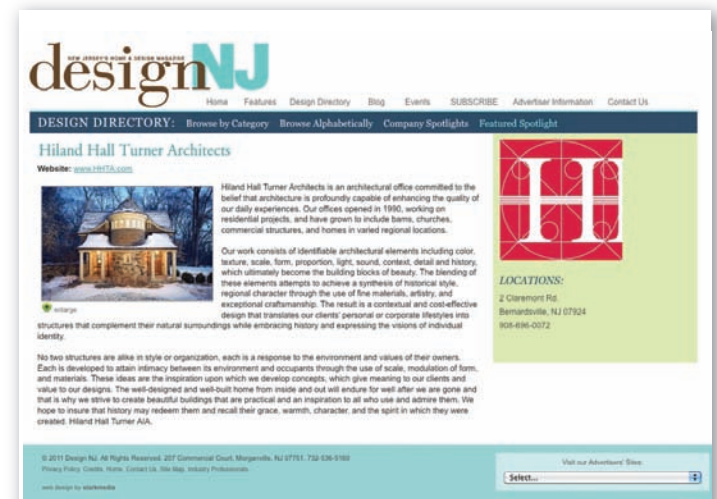 NEW JERSEY'S HOME & DESIGN MAGAZINE
designNJ
Home Features Design Directory Blog Events SUBSCRIBE Advertiser Information Contact Us
DESIGN DIRECTORY: Browse by Category Browse Alphabetically Company Spotlights Featured Spotlight
Hiland Hall Turner Architects
Website: www.HHTA.com
Hiland Hall Turner Architects is an architectural office committed to the
belief that architecture is profoundly capable of enhancing the quality of
our daily experiences. Our offices opened in 1990, working on
residential projects, and have grown to include barns, churches,
commercial structures, and homes in varied regional locations.
Our work consists of identifiable architectural elements including color,
texture, scale, form, proportion, light, sound, context, detail and history,
which ultimately become the building blocks of beauty. The blending of
these elements attempts to achieve a synthesis of historical style,
regional character through the use of fine materials, artistry, and
exceptional craftsmanship. The result is a contextual and cost-effective
design that translates our clients' personal or corporate lifestyles into
structures that complement their natural surroundings while embracing history and expressing the visions of individual
identity.
enlarge
No two structures are alike in style or organization, each is a response to the environment and values of their owners.
Each is developed to attain intimacy between its environment and occupants through the use of scale, modulation of form,
and materials. These ideas are the inspiration upon which we develop concepts, which give meaning to our clients and
value to our designs. The well-designed and well-built home from inside and out will endure for well after we are gone and
that is why we strive to create beautiful buildings that are practical and an inspiration to all who use and admire them. We
hope to insure that history may redeem them and recall their grace, warmth, character, and the spirit in which they were
created. Hiland Hall Turner AIA.
H
LOCATIONS:
2 Claremont Rd.
Bernardsville, NJ 07924
908-696-0072
© 2011 Design NJ. All Rights Reserved. 207 Commercial Court, Morganville, NJ 07751, 732-536-5160
Privacy Policy, Credits, Home, Contact Us, Site Map, Industry Professionals
web design by starkmedia
Visit our Advertisers' Sites:
Select...